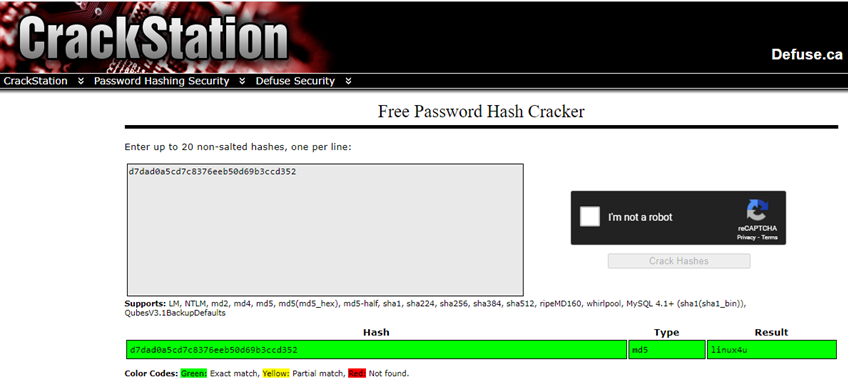 CrackStation
Defuse.ca
CrackStation Password Hashing Security Defuse Security
Free Password Hash Cracker
Enter up to 20 non-salted hashes, one per line:
d7dad0a5cd7c8376eeb50d69b3ccd352
I'm not a robot
reCAPTCHA
Privacy - Terms
Crack Hashes
Supports: LM, NTLM, md2, md4, md5, md5(md5_hex), md5-half, sha1, sha224, sha256, sha384, sha512, ripeMD160, whirlpool, MySQL 4.1+ (sha1(sha1_bin)),
QubesV3.1BackupDefaults
Hash Type Result
d7dad0a5cd7c8376eeb50d69b3ccd352 md5 linux4u
Color Codes: Green: Exact match, Yellow: Partial match, Red: Not found.